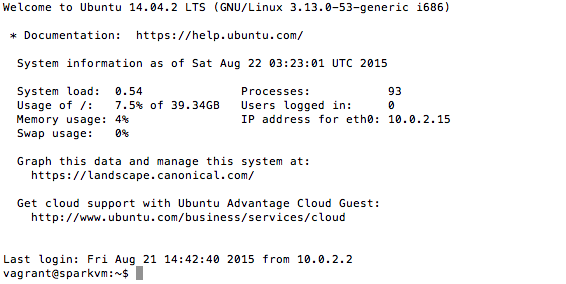 Welcome to Ubuntu 14.04.2 LTS (GNU/Linux 3.13.0-53-generic i686)
* Documentation:  https://help.ubuntu.com/
System information as of Sat Aug 22 03:23:01 UTC 2015
System load:  0.54              Processes:           93
Usage of /:   7.5% of 39.34GB   Users logged in:     0
Memory usage: 4%                IP address for eth0: 10.0.2.15
Swap usage:   0%
Graph this data and manage this system at:
https://landscape.canonical.com/
Get cloud support with Ubuntu Advantage Cloud Guest:
http://www.ubuntu.com/business/services/cloud
Last login: Fri Aug 21 14:42:40 2015 from 10.0.2.2
vagrant@sparkvm:~$